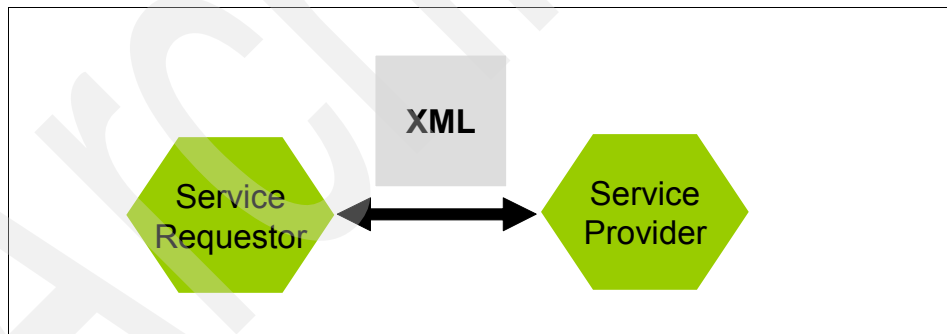 XML
Service
Requestor
Service
Provider